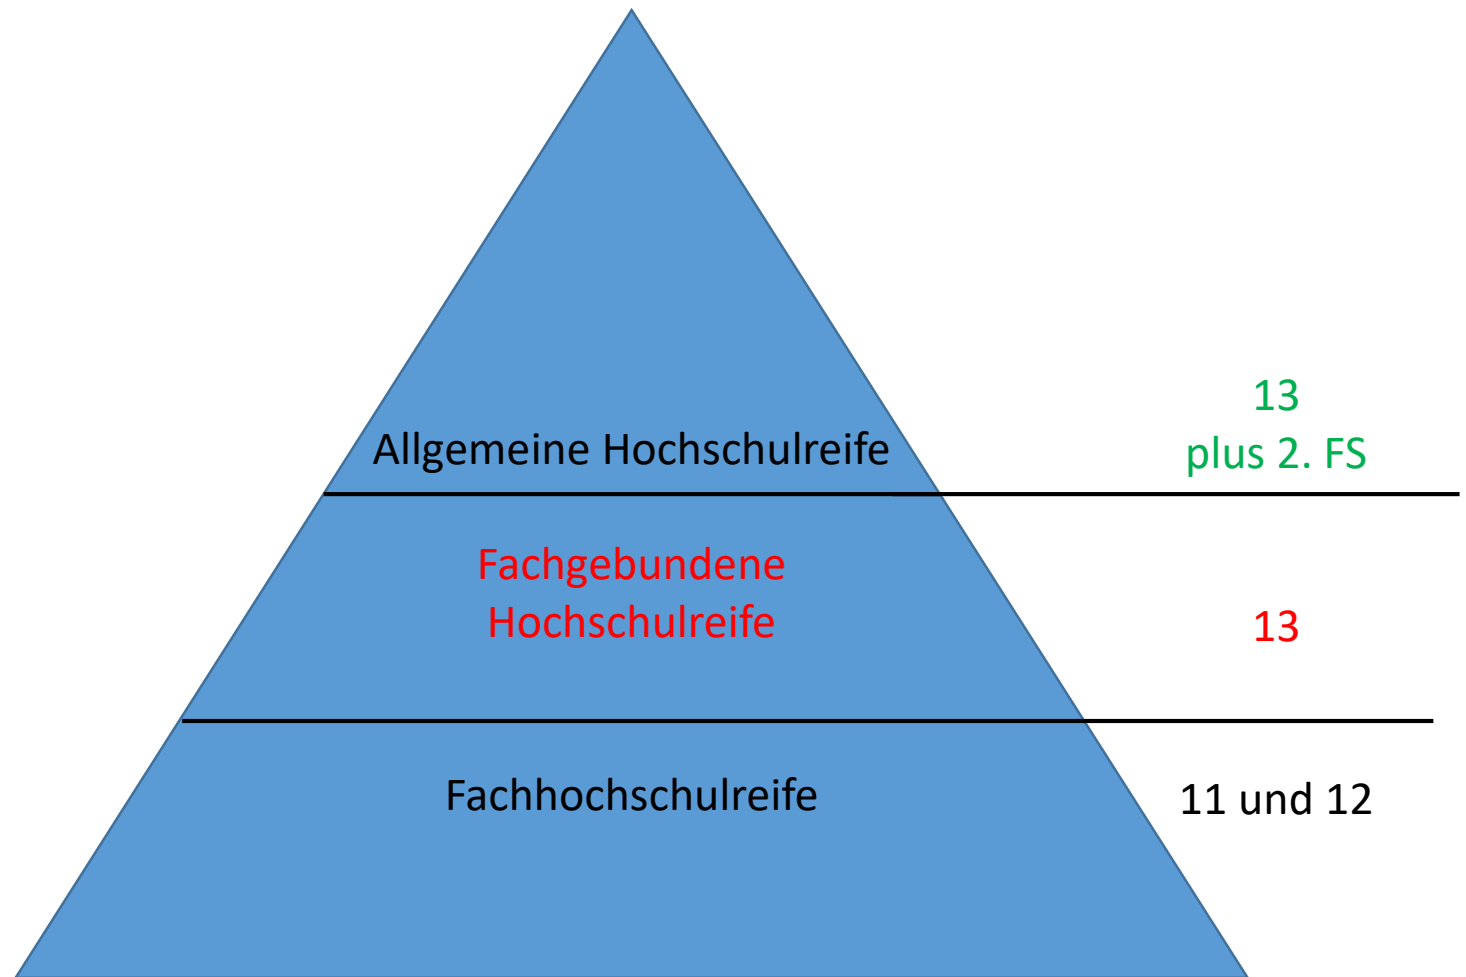 13
Allgemeine Hochschulreife
plus 2. FS
Fachgebundene
Hochschulreife
13
Fachhochschulreife
11 und 12